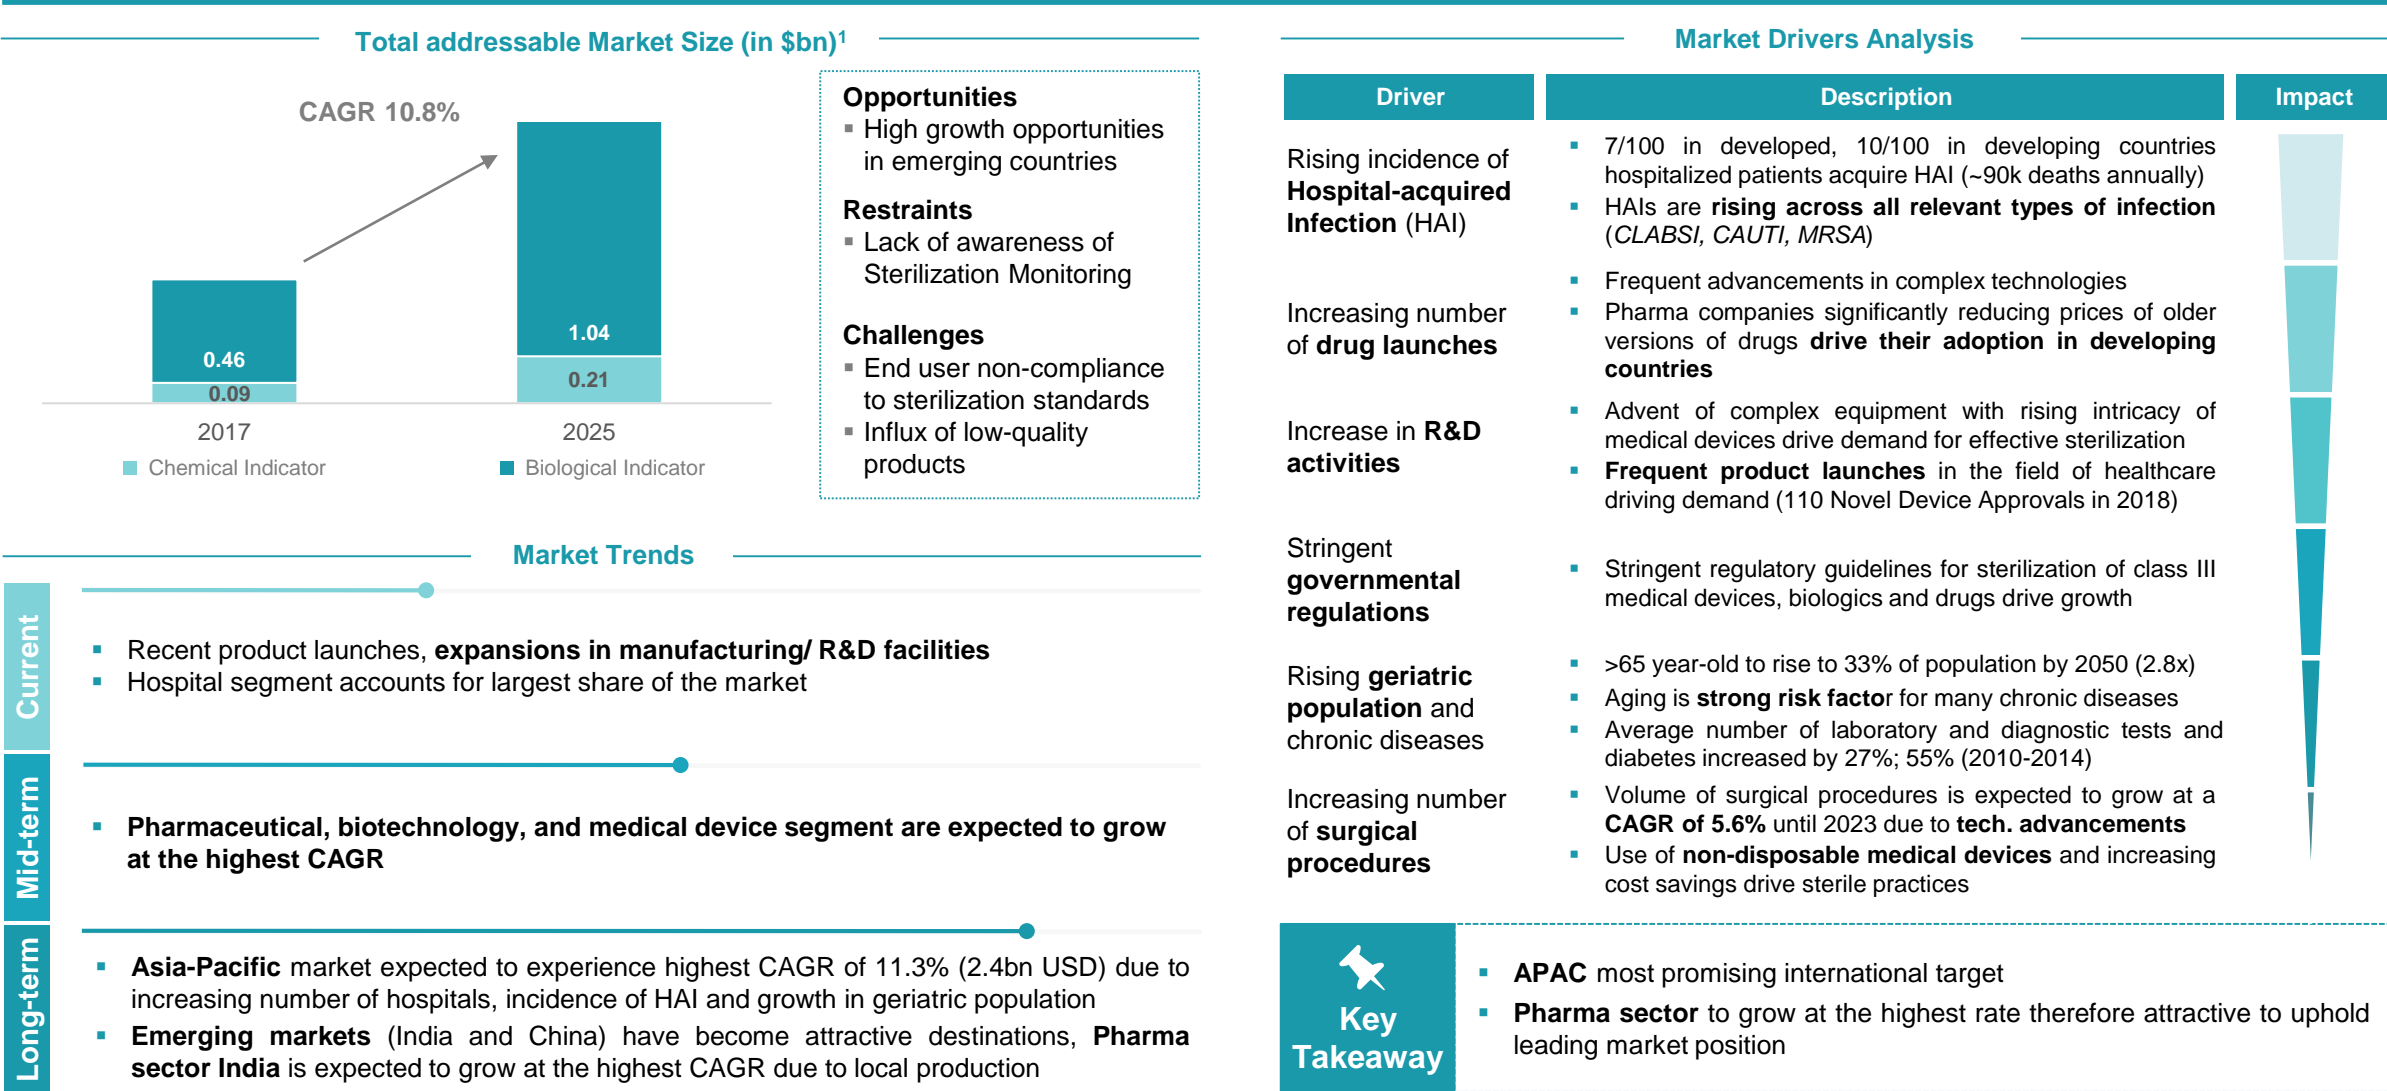 Total addressable Market Size (in $bn)¹
CAGR 10.8%
0.46
0.09
1.04
0.21
2017
2025
Chemical Indicator
Biological Indicator
Opportunities
▪ High growth opportunities
in emerging countries
Restraints
▪ Lack of awareness of
Sterilization Monitoring
Challenges
▪ End user non-compliance
to sterilization standards
▪ Influx of low-quality
products
Market Trends
Current
▪ Recent product launches, expansions in manufacturing/ R&D facilities
▪ Hospital segment accounts for largest share of the market
Mid-term
▪ Pharmaceutical, biotechnology, and medical device segment are expected to grow
at the highest CAGR
Long-term
▪ Asia-Pacific market expected to experience highest CAGR of 11.3% (2.4bn USD) due to
increasing number of hospitals, incidence of HAI and growth in geriatric population
▪ Emerging markets (India and China) have become attractive destinations, Pharma
sector India is expected to grow at the highest CAGR due to local production
Market Drivers Analysis
Driver
Description
Impact
Rising incidence of
Hospital-acquired
Infection (HAI)
▪ 7/100 in developed, 10/100 in developing countries
hospitalized patients acquire HAI (~90k deaths annually)
▪ HAIs are rising across all relevant types of infection
(CLABSI, CAUTI, MRSA)
Increasing number
of drug launches
▪ Frequent advancements in complex technologies
▪ Pharma companies significantly reducing prices of older
versions of drugs drive their adoption in developing
countries
Increase in R&D
activities
▪ Advent of complex equipment with rising intricacy of
medical devices drive demand for effective sterilization
▪ Frequent product launches in the field of healthcare
driving demand (110 Novel Device Approvals in 2018)
Stringent
governmental
regulations
▪ Stringent regulatory guidelines for sterilization of class III
medical devices, biologics and drugs drive growth
Rising geriatric
population and
chronic diseases
▪ >65 year-old to rise to 33% of population by 2050 (2.8x)
▪ Aging is strong risk factor for many chronic diseases
▪ Average number of laboratory and diagnostic tests and
diabetes increased by 27%; 55% (2010-2014)
Increasing number
of surgical
procedures
▪ Volume of surgical procedures is expected to grow at a
CAGR of 5.6% until 2023 due to tech. advancements
▪ Use of non-disposable medical devices and increasing
cost savings drive sterile practices
Key
Takeaway
▪ APAC most promising international target
▪ Pharma sector to grow at the highest rate therefore attractive to uphold
leading market position